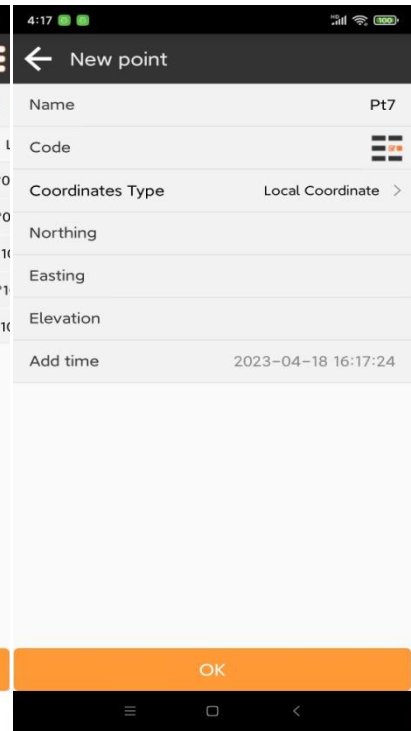 4:17
100
New point
Name Pt7
Code
Coordinates Type Local Coordinate >
Northing
Easting
Elevation
Add time 2023-04-18 16:17:24
OK